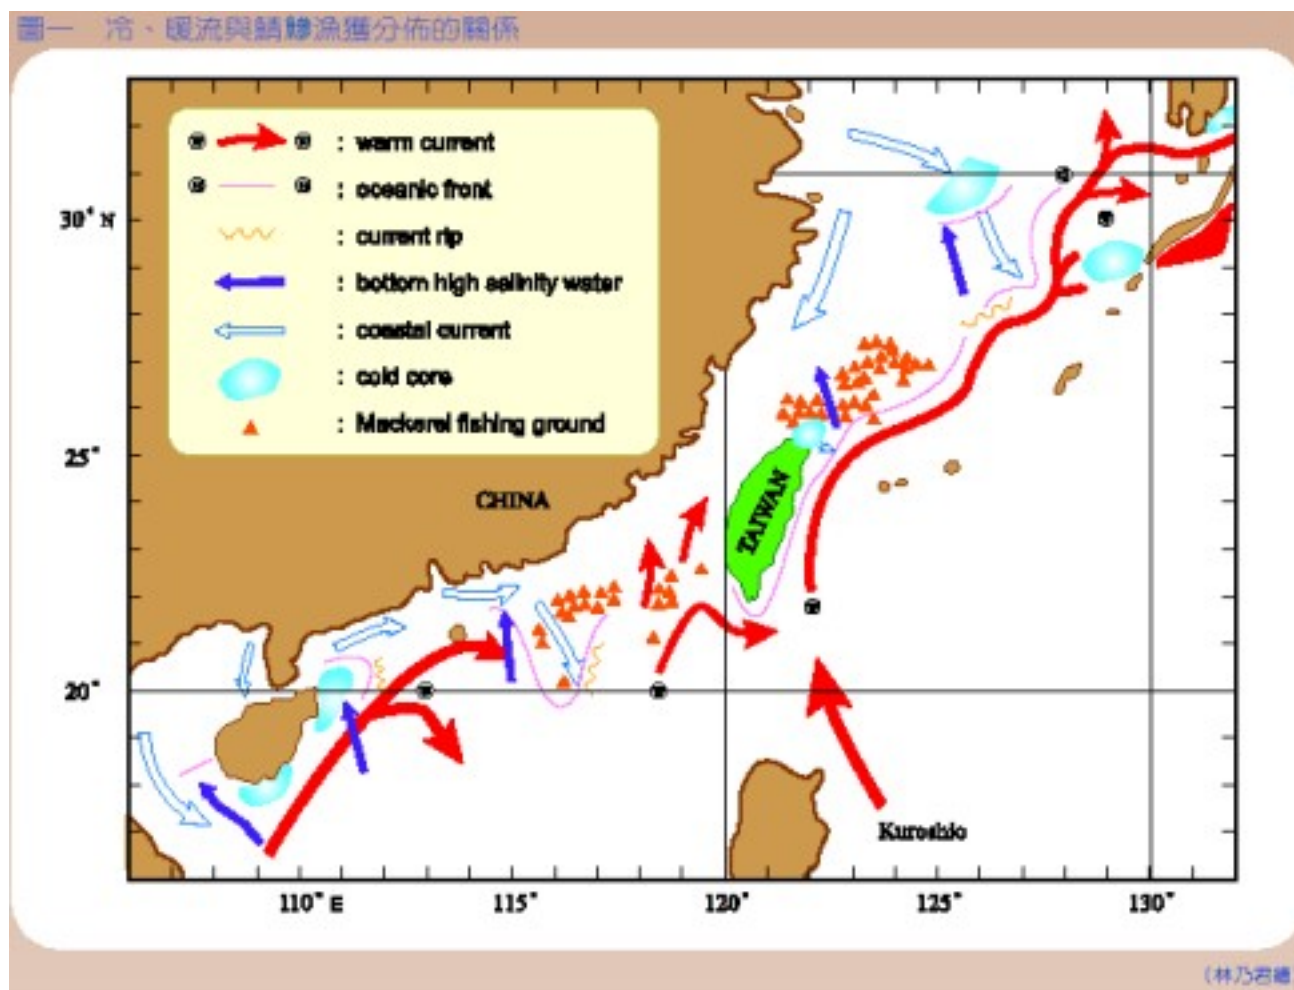 圖一 冷、暖流與鯖鰺漁獲分佈的關係
: warm current
: oceanic front
: current rip
: bottom high salinity water
: coastal current
: cold core
: Mackerel fishing ground
30° N
25°
20°
CHINA
TAIWAN
Kuroshio
110° E
115°
120°
125°
130°
(林乃君繪